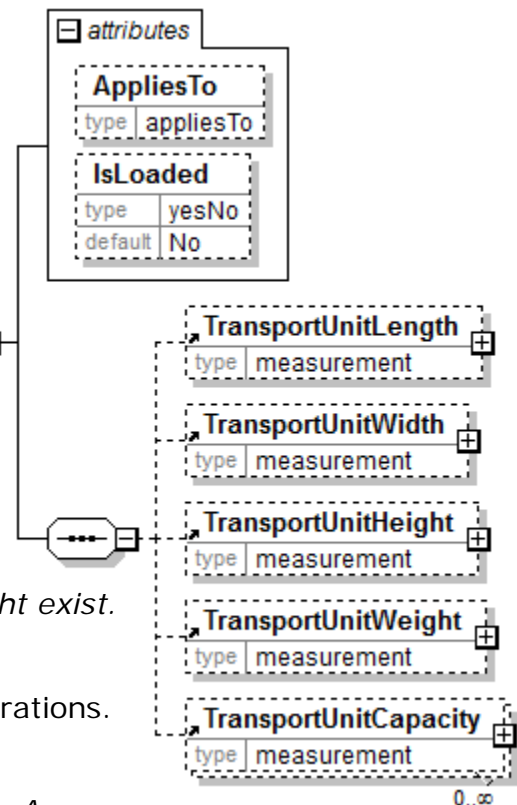 attributes
AppliesTo
type appliesTo
IsLoaded
type yesNo
default No
TransportUnitLength
type measurement
TransportUnitWidth
type measurement
TransportUnitHeight
type measurement
ht exist.
TransportUnitWeight
type measurement
rations.
TransportUnitCapacity
type measurement
0..∞